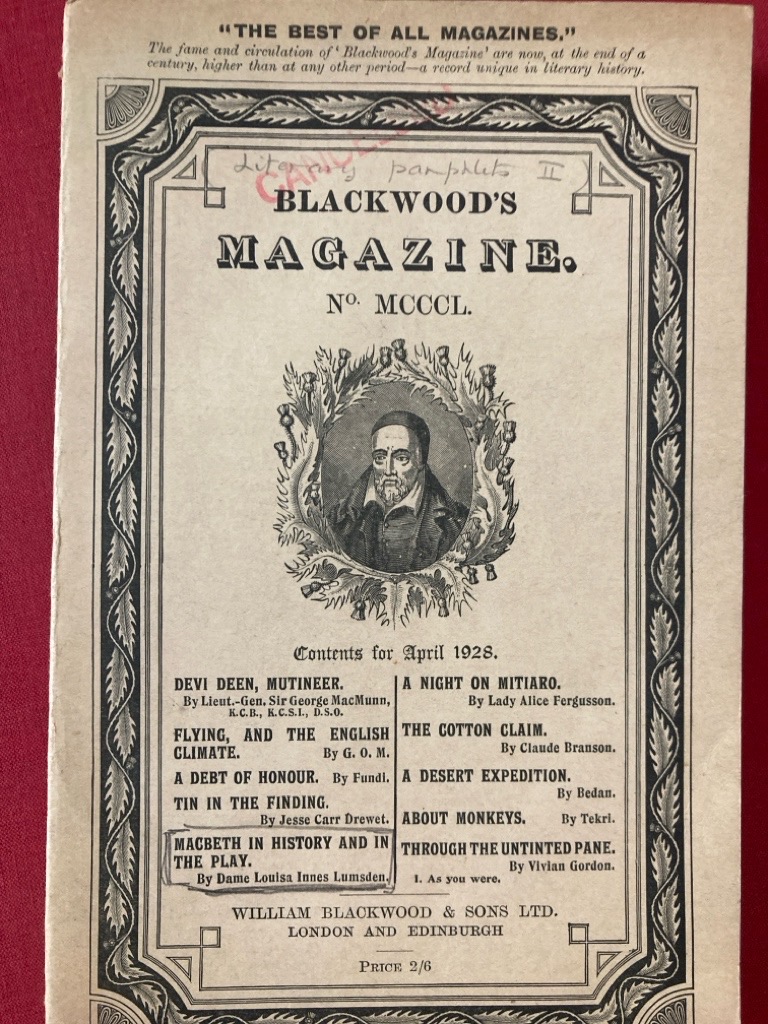 "THE BEST OF ALL MAGAZINES."
The fame and circulation of 'Blackwood's Magazine' are now, at the end of a
century, higher than at any other period—a record unique in literary history.
CANCELLED
Literary pamphlets II
BLACKWOOD'S
MAGAZINE.
No. MCCCL.
Contents for April 1928.
DEVI DEEN, MUTINEER.
By Lieut.-Gen. Sir George MacMunn,
K.C.B., K.C.S.I., D.S.O.
FLYING, AND THE ENGLISH
CLIMATE. By G. O. M.
A DEBT OF HONOUR. By Fundi.
TIN IN THE FINDING.
By Jesse Carr Drewet.
MACBETH IN HISTORY AND IN
THE PLAY.
By Dame Louisa Innes Lumsden.
A NIGHT ON MITIARO.
By Lady Alice Fergusson.
THE COTTON CLAIM.
By Claude Branson.
A DESERT EXPEDITION.
By Bedan.
ABOUT MONKEYS. By Tekri.
THROUGH THE UNTINTED PANE.
By Vivian Gordon.
1. As you were.
WILLIAM BLACKWOOD & SONS LTD.
LONDON AND EDINBURGH
PRICE 2/6